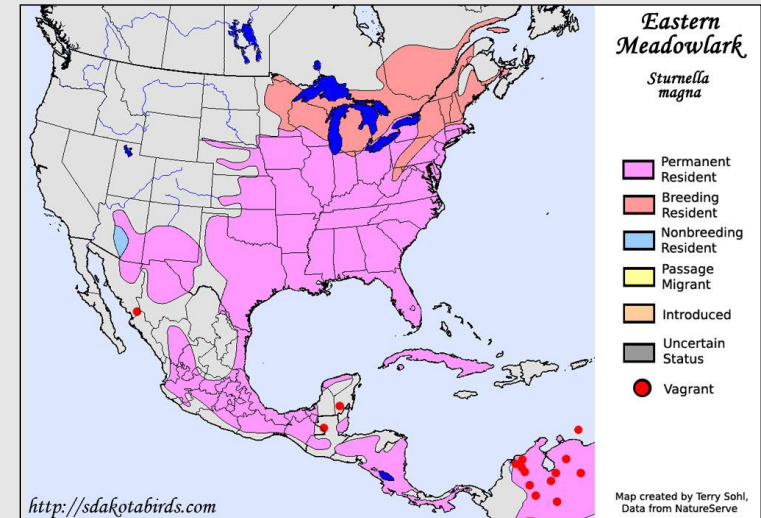 Eastern
Meadowlark
Sturnella
magna
Permanent
Resident
Breeding
Resident
Nonbreeding
Resident
Passage
Migrant
Introduced
Uncertain
Status
Vagrant
http://sdakotabirds.com
Map created by Terry Sohl,
Data from NatureServe